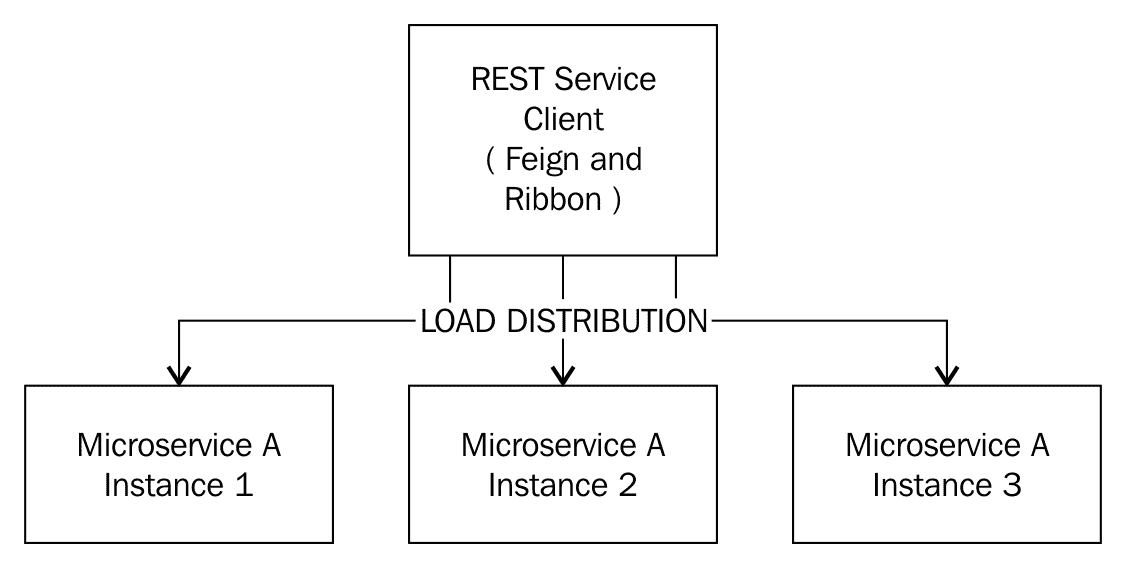 REST Service
Client
( Feign and
Ribbon )
LOAD DISTRIBUTION
Microservice A
Instance 1
Microservice A
Instance 2
Microservice A
Instance 3